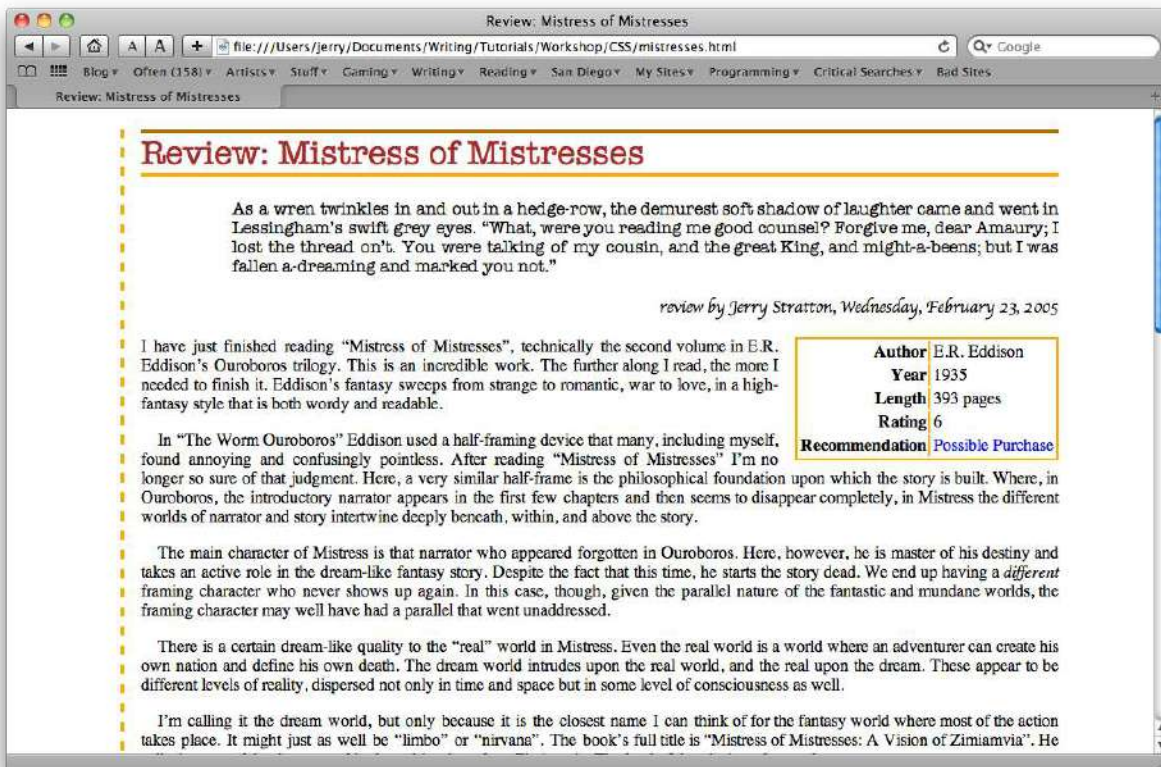 Review: Mistress of Mistresses
A A + file:///Users/jerry/Documents/Writing/Tutorials/Workshop/CSS/mistresses.html Google
Blog Often (158) Artists Stuff Gaming Writing Reading San Diego My Sites Programming Critical Searches Bad Sites
Review: Mistress of Mistresses
Review: Mistress of Mistresses
As a wren twinkles in and out in a hedge-row, the demurest soft shadow of laughter came and went in
Lessingham's swift grey eyes. “What, were you reading me good counsel? Forgive me, dear Amaury; I
lost the thread on't. You were talking of my cousin, and the great King, and might-a-beens; but I was
fallen a-dreaming and marked you not.”
review by Jerry Stratton, Wednesday, February 23, 2005
I have just finished reading “Mistress of Mistresses”, technically the second volume in E.R.
Eddison's Ouroboros trilogy. This is an incredible work. The further along I read, the more I
needed to finish it. Eddison's fantasy sweeps from strange to romantic, war to love, in a high-
fantasy style that is both wordy and readable.
Author E.R. Eddison
Year 1935
Length 393 pages
Rating 6
Recommendation Possible Purchase
In “The Worm Ouroboros” Eddison used a half-framing device that many, including myself,
found annoying and confusingly pointless. After reading “Mistress of Mistresses” I'm no
longer so sure of that judgment. Here, a very similar half-frame is the philosophical foundation upon which the story is built. Where, in
Ouroboros, the introductory narrator appears in the first few chapters and then seems to disappear completely, in Mistress the different
worlds of narrator and story intertwine deeply beneath, within, and above the story.
The main character of Mistress is that narrator who appeared forgotten in Ouroboros. Here, however, he is master of his destiny and
takes an active role in the dream-like fantasy story. Despite the fact that this time, he starts the story dead. We end up having a different
framing character who never shows up again. In this case, though, given the parallel nature of the fantastic and mundane worlds, the
framing character may well have had a parallel that went unaddressed.
There is a certain dream-like quality to the “real” world in Mistress. Even the real world is a world where an adventurer can create his
own nation and define his own death. The dream world intrudes upon the real world, and the real upon the dream. These appear to be
different levels of reality, dispersed not only in time and space but in some level of consciousness as well.
I'm calling it the dream world, but only because it is the closest name I can think of for the fantasy world where most of the action
takes place. It might just as well be “limbo” or “nirvana”. The book's full title is “Mistress of Mistresses: A Vision of Zimiamvia”. He